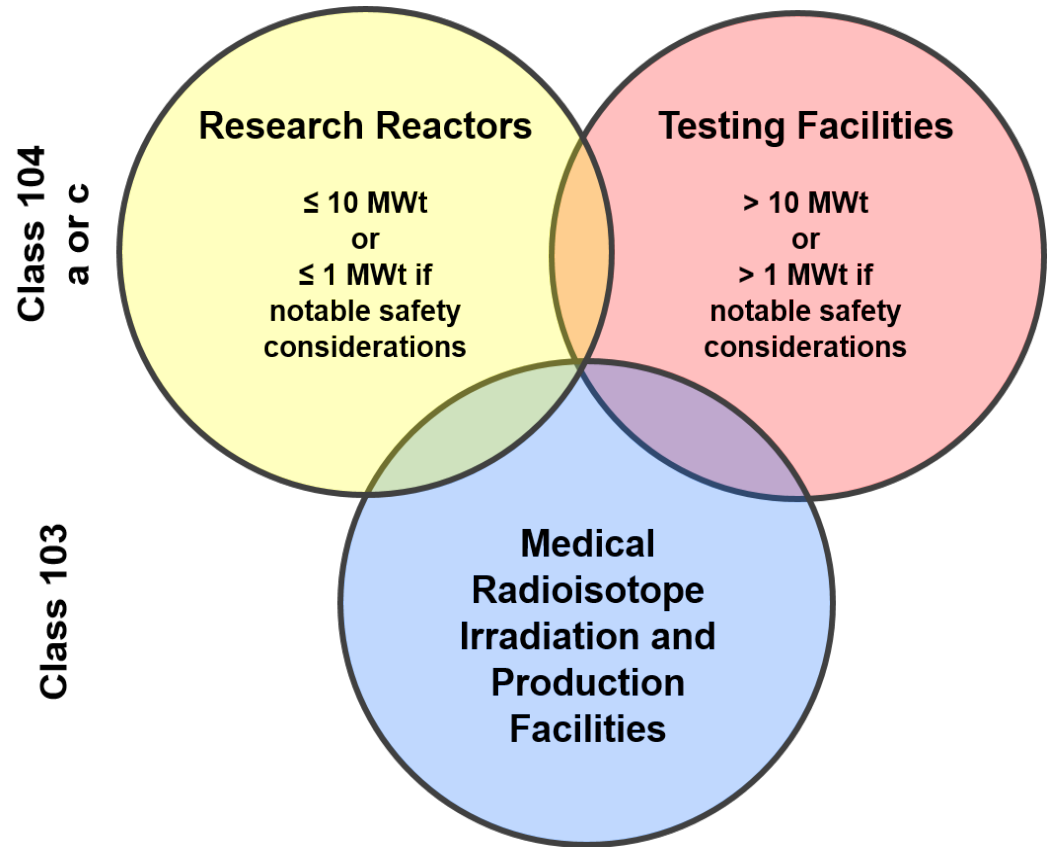 Class 104
a or c
Research Reactors
≤ 10 MWt
or
≤ 1 MWt if
notable safety
considerations
Testing Facilities
> 10 MWt
or
> 1 MWt if
notable safety
considerations
Class 103
Medical
Radioisotope
Irradiation and
Production
Facilities